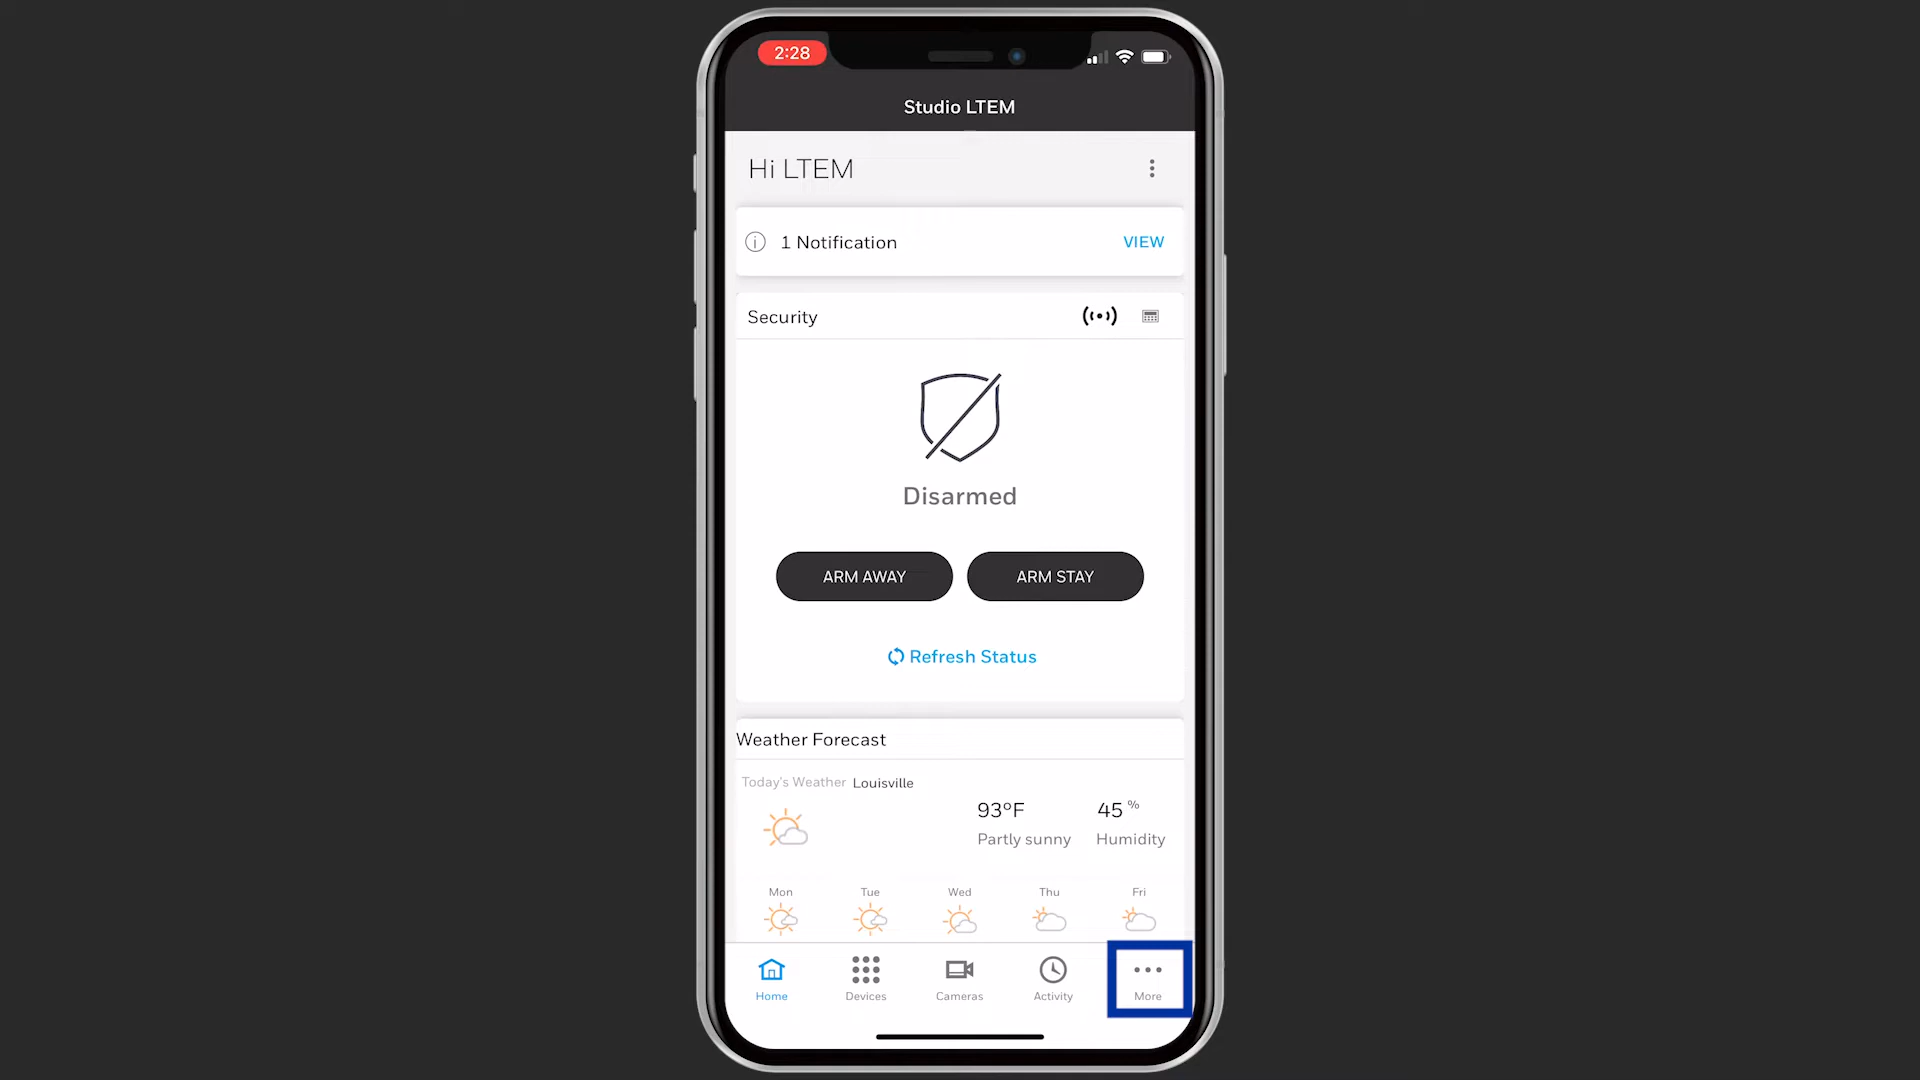 2:28
Studio LTEM
Hi LTEM
1 Notification
VIEW
Security
Disarmed
ARM AWAY
ARM STAY
Refresh Status
Weather Forecast
Today's Weather Louisville
93°F
45 %
Partly sunny
Humidity
Mon
Tue
Wed
Thu
Fri
Home
Devices
Cameras
Activity
More